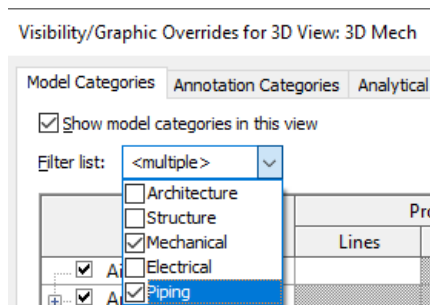 Visibility/Graphic Overrides for 3D View: 3D Mech
Model Categories Annotation Categories Analytical
Show model categories in this view
Filter list: <multiple>
Architecture
Structure
Mechanical
Lines
Electrical
Piping